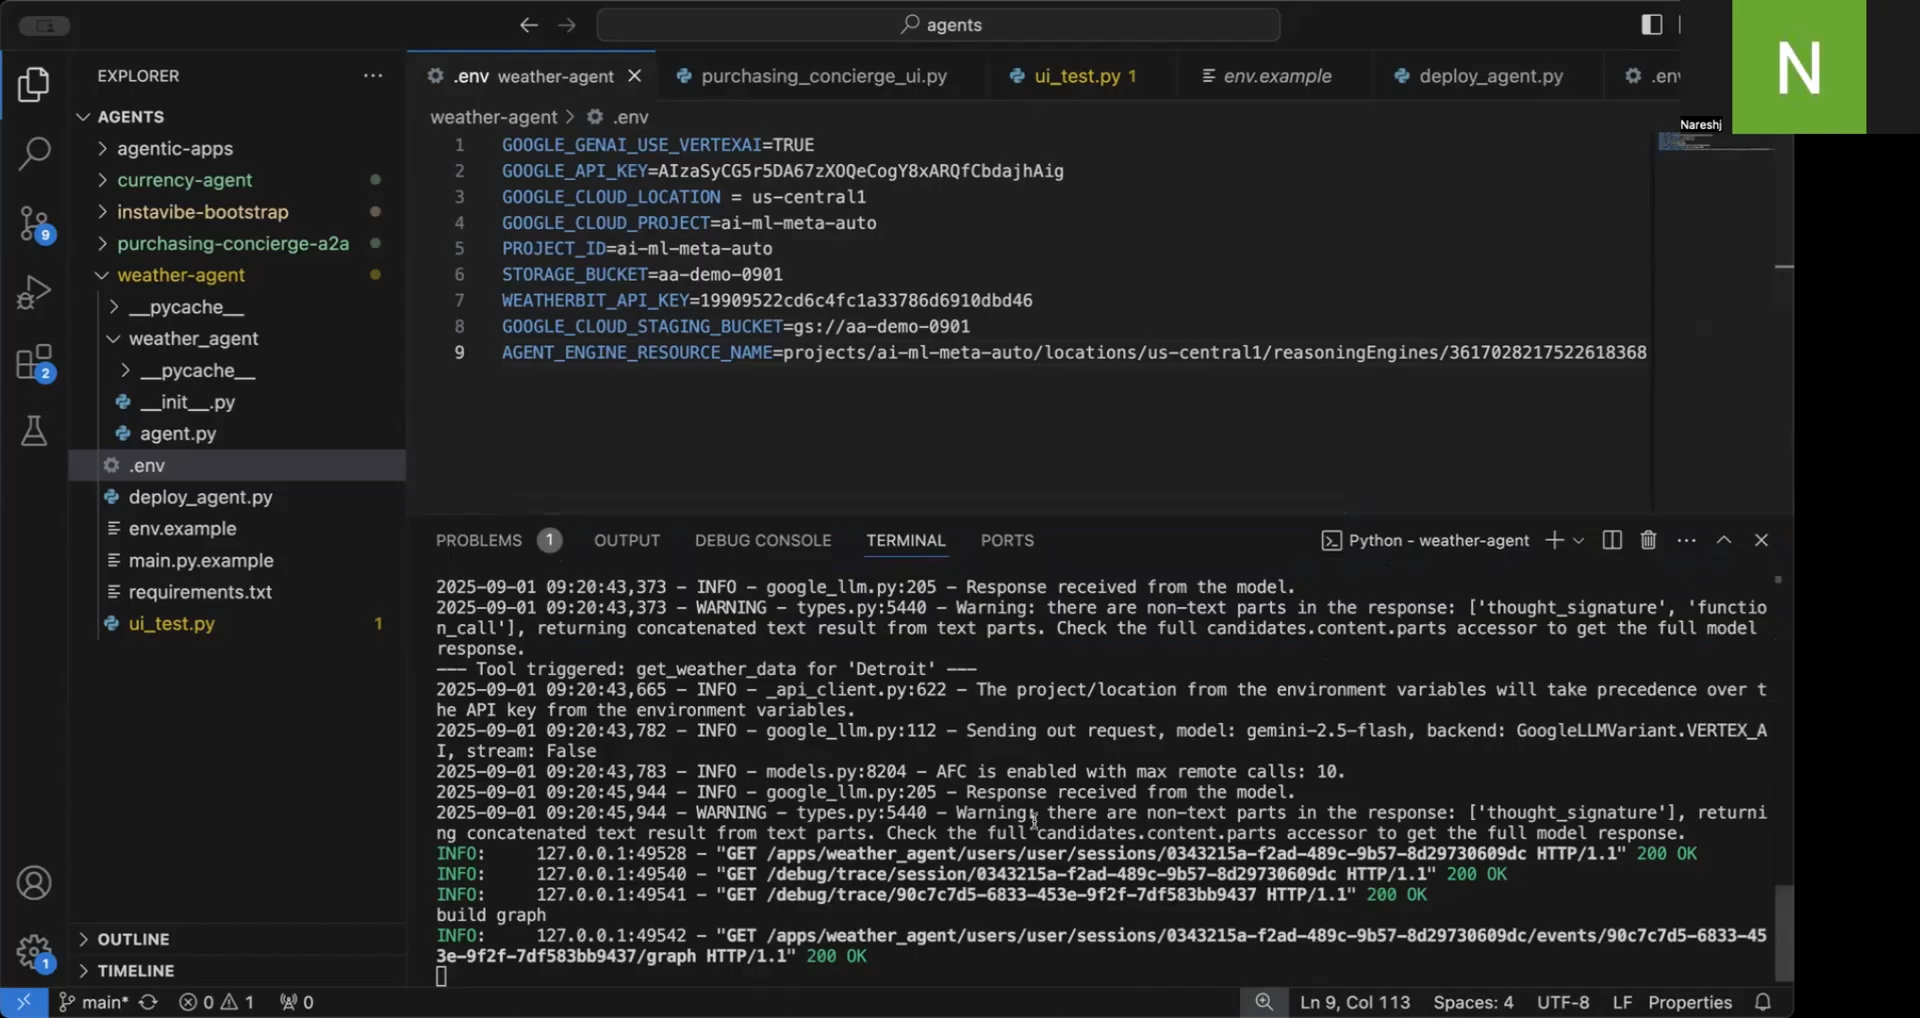 agents
N
Nareshj
EXPLORER
AGENTS
agentic-apps
currency-agent
instavibe-bootstrap
purchasing-concierge-a2a
weather-agent
__pycache__
weather_agent
__pycache__
__init__.py
agent.py
.env
deploy_agent.py
env.example
main.py.example
requirements.txt
ui_test.py 1
OUTLINE
TIMELINE
9
2
1
.env weather-agent
purchasing_concierge_ui.py
ui_test.py 1
env.example
deploy_agent.py
.env
weather-agent > .env
1 GOOGLE_GENAI_USE_VERTEXAI=TRUE
2 GOOGLE_API_KEY=AIzaSyCG5r5DA67zXOQeCogY8xARQfCbdajhAig
3 GOOGLE_CLOUD_LOCATION = us-central1
4 GOOGLE_CLOUD_PROJECT=ai-ml-meta-auto
5 PROJECT_ID=ai-ml-meta-auto
6 STORAGE_BUCKET=aa-demo-0901
7 WEATHERBIT_API_KEY=19909522cd6c4fc1a33786d6910dbd46
8 GOOGLE_CLOUD_STAGING_BUCKET=gs://aa-demo-0901
9 AGENT_ENGINE_RESOURCE_NAME=projects/ai-ml-meta-auto/locations/us-central1/reasoningEngines/3617028217522618368
PROBLEMS 1 OUTPUT DEBUG CONSOLE TERMINAL PORTS
Python - weather-agent
2025-09-01 09:20:43,373 - INFO - google_llm.py:205 - Response received from the model.
2025-09-01 09:20:43,373 - WARNING - types.py:5440 - Warning: there are non-text parts in the response: ['thought_signature', 'functio
n_call'], returning concatenated text result from text parts. Check the full candidates.content.parts accessor to get the full model
response.
--- Tool triggered: get_weather_data for 'Detroit' ---
2025-09-01 09:20:43,665 - INFO - _api_client.py:622 - The project/location from the environment variables will take precedence over t
he API key from the environment variables.
2025-09-01 09:20:43,782 - INFO - google_llm.py:112 - Sending out request, model: gemini-2.5-flash, backend: GoogleLLMVariant.VERTEX_A
I, stream: False
2025-09-01 09:20:43,783 - INFO - models.py:8204 - AFC is enabled with max remote calls: 10.
2025-09-01 09:20:45,944 - INFO - google_llm.py:205 - Response received from the model.
2025-09-01 09:20:45,944 - WARNING - types.py:5440 - Warning: there are non-text parts in the response: ['thought_signature'], returni
ng concatenated text result from text parts. Check the full candidates.content.parts accessor to get the full model response.
INFO: 127.0.0.1:49528 - "GET /apps/weather_agent/users/user/sessions/0343215a-f2ad-489c-9b57-8d29730609dc HTTP/1.1" 200 OK
INFO: 127.0.0.1:49540 - "GET /debug/trace/session/0343215a-f2ad-489c-9b57-8d29730609dc HTTP/1.1" 200 OK
INFO: 127.0.0.1:49541 - "GET /debug/trace/90c7c7d5-6833-453e-9f2f-7df583bb9437 HTTP/1.1" 200 OK
build graph
INFO: 127.0.0.1:49542 - "GET /apps/weather_agent/users/user/sessions/0343215a-f2ad-489c-9b57-8d29730609dc/events/90c7c7d5-6833-45
3e-9f2f-7df583bb9437/graph HTTP/1.1" 200 OK
main* 0 1 0
Ln 9, Col 113 Spaces: 4 UTF-8 LF Properties